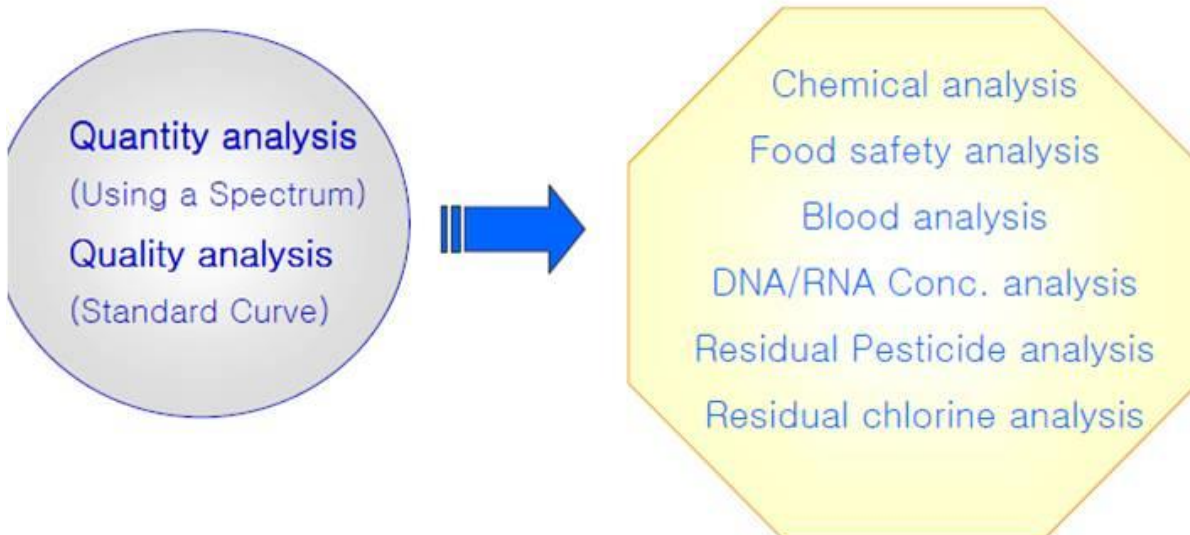 Quantity analysis
(Using a Spectrum)
Quality analysis
(Standard Curve)
Chemical analysis
Food safety analysis
Blood analysis
DNA/RNA Conc. analysis
Residual Pesticide analysis
Residual chlorine analysis